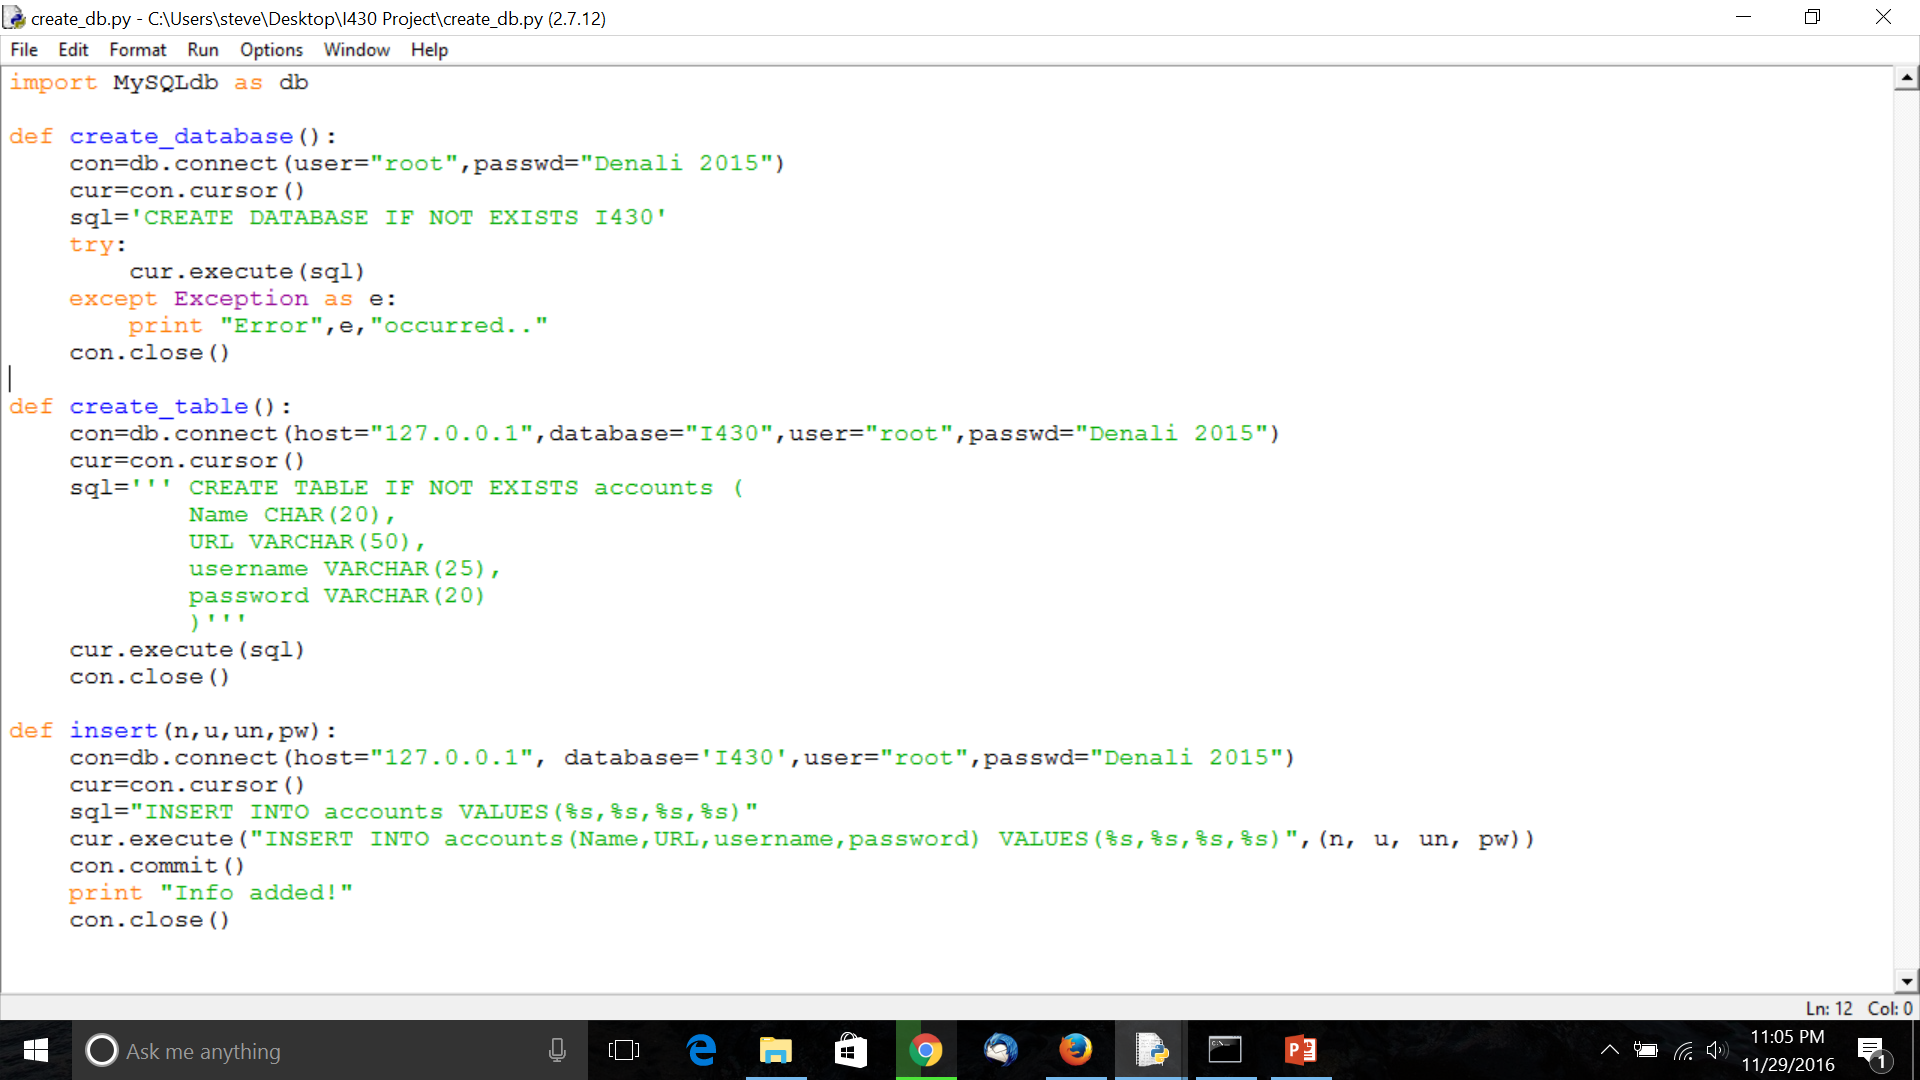 create_db.py - C:\Users\steve\Desktop\I430 Project\create_db.py (2.7.12)
File Edit Format Run Options Window Help
import MySQLdb as db
def create_database():
    con=db.connect(user="root",passwd="Denali 2015")
    cur=con.cursor()
    sql='CREATE DATABASE IF NOT EXISTS I430'
    try:
        cur.execute(sql)
    except Exception as e:
        print "Error",e,"occurred.."
    con.close()
def create_table():
    con=db.connect(host="127.0.0.1",database="I430",user="root",passwd="Denali 2015")
    cur=con.cursor()
    sql=''' CREATE TABLE IF NOT EXISTS accounts (
            Name CHAR(20),
            URL VARCHAR(50),
            username VARCHAR(25),
            password VARCHAR(20)
            )'''
    cur.execute(sql)
    con.close()
def insert(n,u,un,pw):
    con=db.connect(host="127.0.0.1", database='I430',user="root",passwd="Denali 2015")
    cur=con.cursor()
    sql="INSERT INTO accounts VALUES(%s,%s,%s,%s)"
    cur.execute("INSERT INTO accounts(Name,URL,username,password) VALUES(%s,%s,%s,%s)",(n, u, un, pw))
    con.commit()
    print "Info added!"
    con.close()
Ln: 12 Col: 0
Ask me anything
11:05 PM
11/29/2016
1